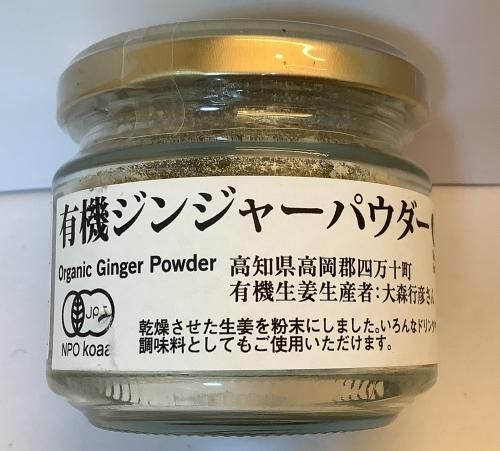 有機ジンジャーパウダー
Organic Ginger Powder
高知県高岡郡四万十町
有機生姜生産者:大森行彦さん
JAS
NPO koaa
乾燥させた生姜を粉末にしました。いろんなドリンクや
調味料としてもご使用いただけます。